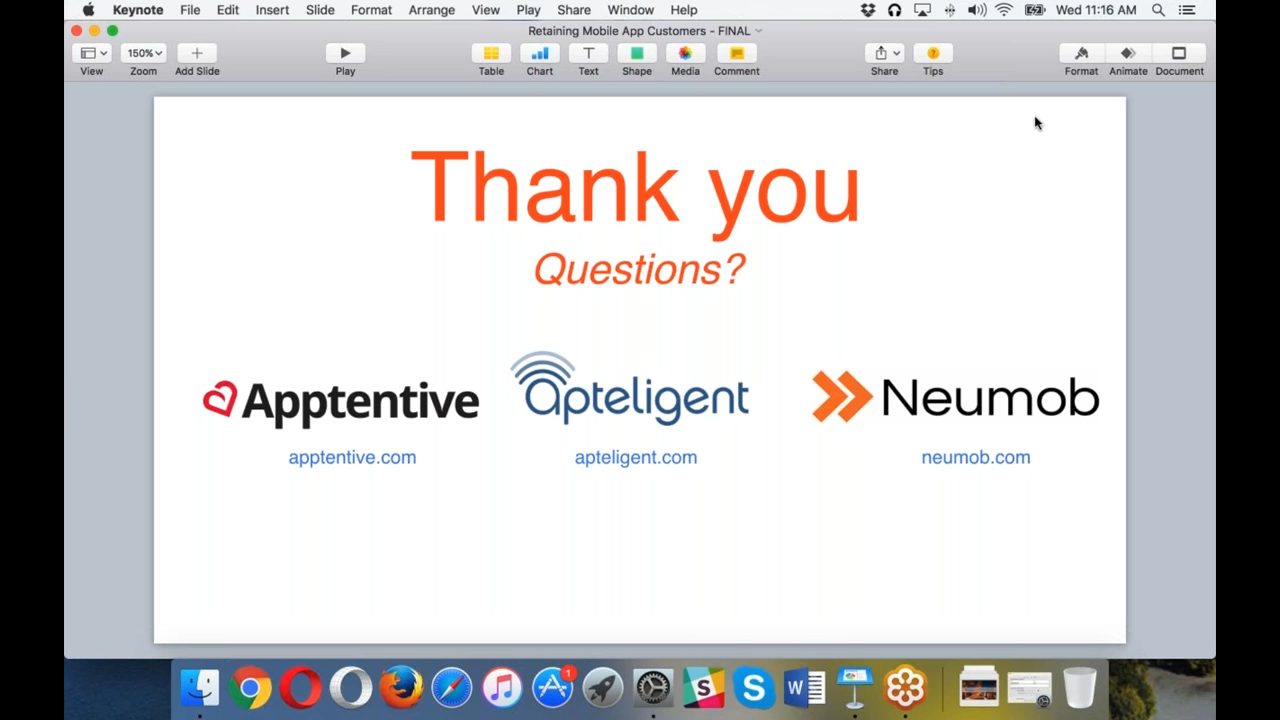 Keynote File Edit Insert Slide Format Arrange View Play Share Window Help Wed 11:16 AM
Retaining Mobile App Customers - FINAL
150%
View Zoom Add Slide Play Table Chart Text Shape Media Comment Share Tips Format Animate Document
Thank you
Questions?
Apptentive apteligent Neumob
apptentive.com apteligent.com neumob.com
1
S S W